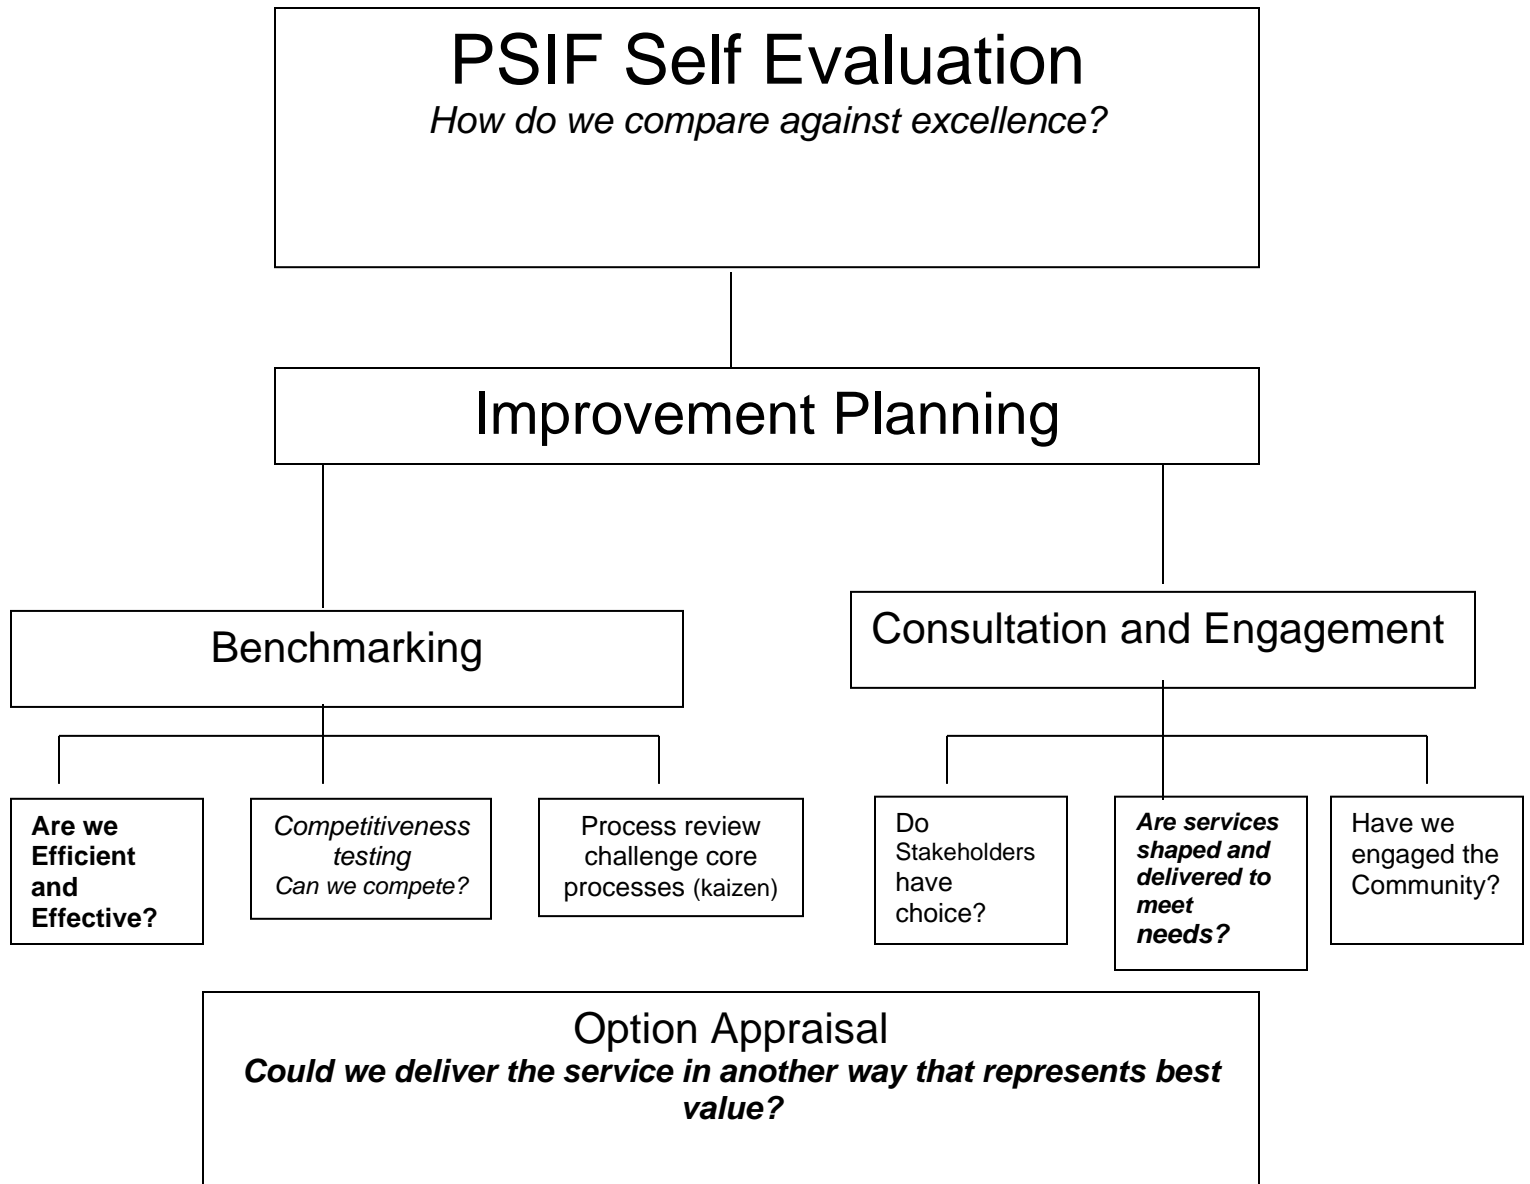 PSIF Self Evaluation
How do we compare against excellence?
Improvement Planning
Benchmarking
Consultation and Engagement
Are we
Efficient
and
Effective?
Competitiveness
testing
Can we compete?
Process review
challenge core
processes (kaizen)
Do
Stakeholders
have
choice?
Are services
shaped and
delivered to
meet
needs?
Have we
engaged the
Community?
Option Appraisal
Could we deliver the service in another way that represents best
value?